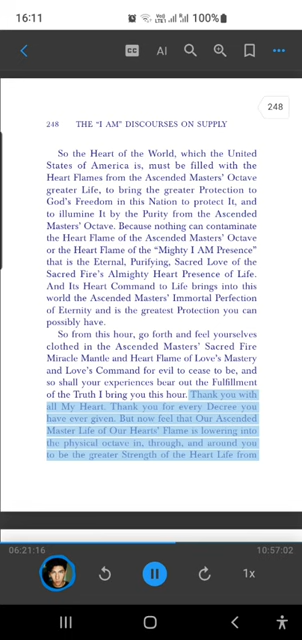 16:11
100%
CC
AI
248
248 THE "I AM" DISCOURSES ON SUPPLY
So the Heart of the World, which the United
States of America is, must be filled with the
Heart Flames from the Ascended Masters' Octave
greater Life, to bring the greater Protection to
God's Freedom in this Nation to protect It, and
to illumine It by the Purity from the Ascended
Masters' Octave. Because nothing can contaminate
the Heart Flame of the Ascended Masters' Octave
or the Heart Flame of the "Mighty I AM Presence"
that is the Eternal, Purifying, Sacred Love of the
Sacred Fire's Almighty Heart Presence of Life.
And Its Heart Command to Life brings into this
world the Ascended Masters' Immortal Perfection
of Eternity and is the greatest Protection you can
possibly have.
So from this hour, go forth and feel yourselves
clothed in the Ascended Masters' Sacred Fire
Miracle Mantle and Heart Flame of Love's Mastery
and Love's Command for evil to cease to be, and
so shall your experiences bear out the Fulfillment
of the Truth I bring you this hour. Thank you with
all My Heart. Thank you for every Decree you
have ever given. But now feel that Our Ascended
Master Life of Our Hearts' Flame is lowering into
the physical octave in, through, and around you
to be the greater Strength of the Heart Life from
06:21:16
10:57:02
1x